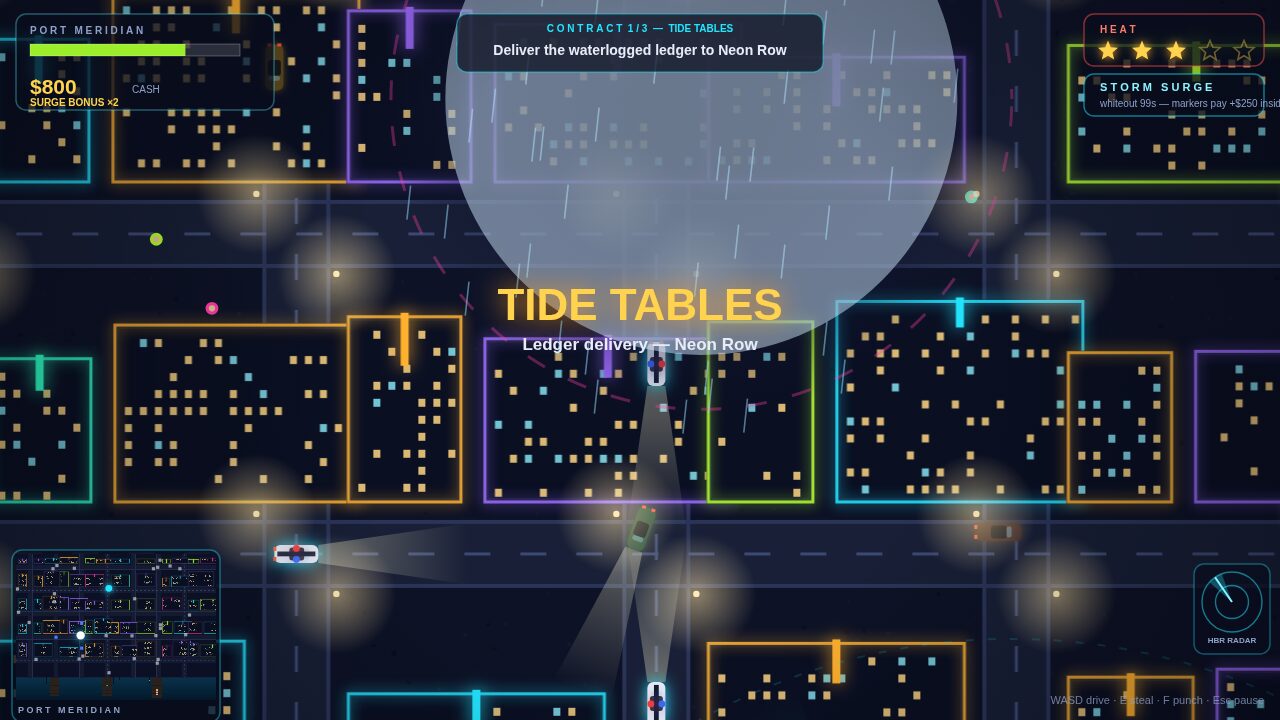 PORT MERIDIAN
$800 CASH
SURGE BONUS ×2
CONTRACT 1/3 — TIDE TABLES
Deliver the waterlogged ledger to Neon Row
HEAT
STORM SURGE
whiteout 99s — markers pay +$250 insid
TIDE TABLES
Ledger delivery — Neon Row
PORT MERIDIAN
HBR RADAR
WASD drive · E steal · F punch · Esc pause